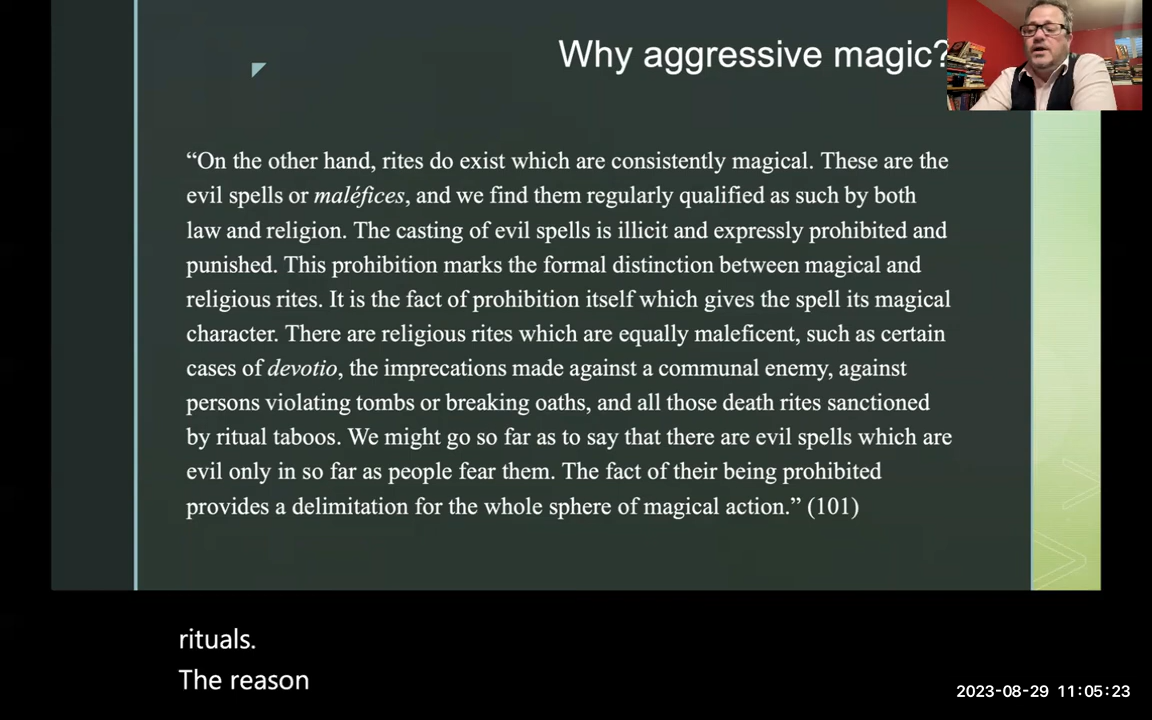 Why aggressive magic?
“On the other hand, rites do exist which are consistently magical. These are the
evil spells or maléfices, and we find them regularly qualified as such by both
law and religion. The casting of evil spells is illicit and expressly prohibited and
punished. This prohibition marks the formal distinction between magical and
religious rites. It is the fact of prohibition itself which gives the spell its magical
character. There are religious rites which are equally maleficent, such as certain
cases of devotio, the imprecations made against a communal enemy, against
persons violating tombs or breaking oaths, and all those death rites sanctioned
by ritual taboos. We might go so far as to say that there are evil spells which are
evil only in so far as people fear them. The fact of their being prohibited
provides a delimitation for the whole sphere of magical action.” (101)
rituals.
The reason
2023-08-29 11:05:23